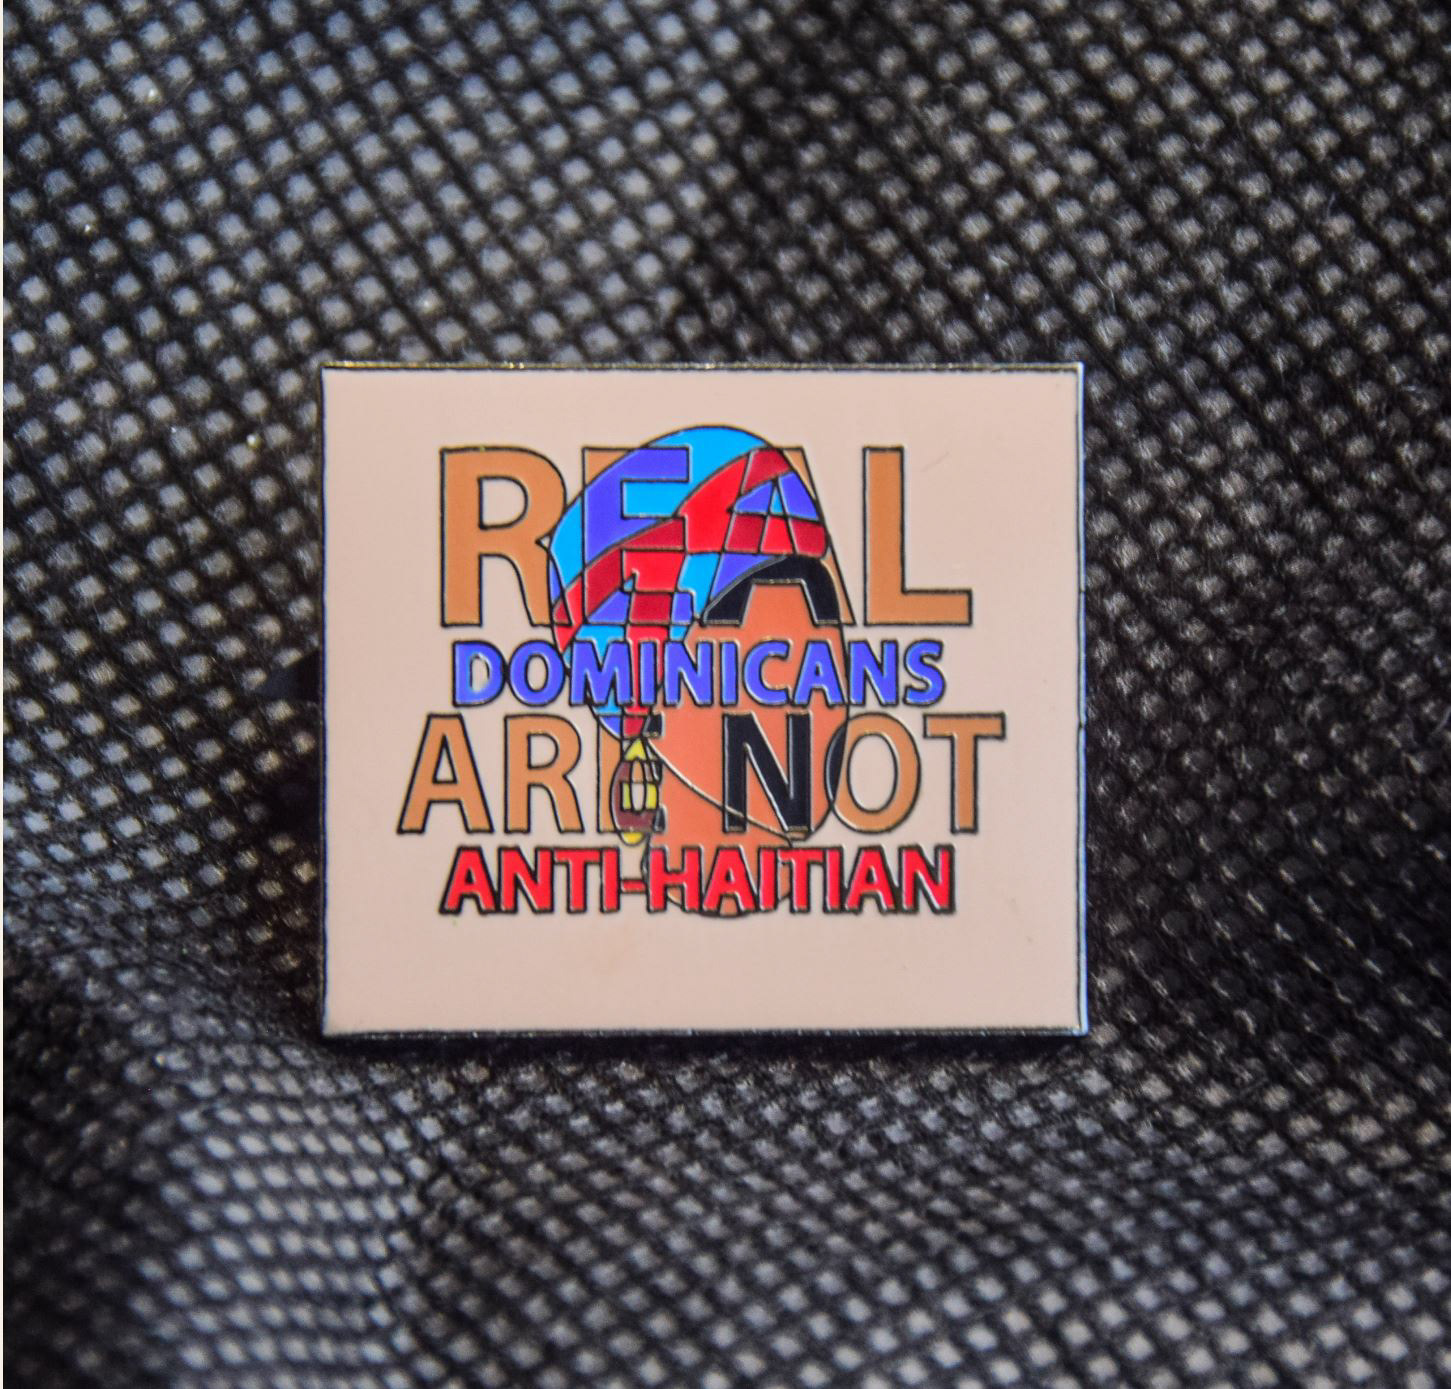 REAL
DOMINICANS
ARE NOT
ANTI-HAITIAN